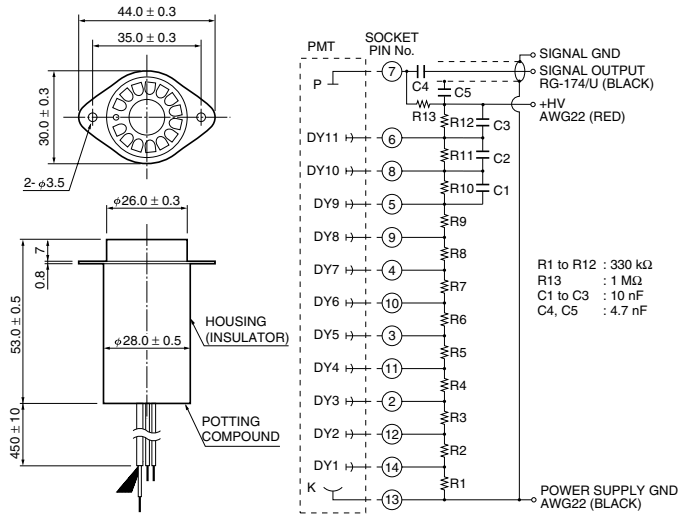 44.0 ± 0.3
35.0 ± 0.3
30.0 ± 0.3
2- φ3.5
φ26.0 ± 0.3
7
0.8
53.0 ± 0.5
HOUSING
(INSULATOR)
φ28.0 ± 0.5
450 ± 10
POTTING
COMPOUND
PMT
SOCKET
PIN No.
SIGNAL GND
P
7
C4
SIGNAL OUTPUT
RG-174/U (BLACK)
C5
R13
+HV
AWG22 (RED)
R12
C3
DY11
6
R11
C2
DY10
8
R10
C1
DY9
5
R9
DY8
9
R8
DY7
4
R7
DY6
10
R6
DY5
3
R5
DY4
11
R4
DY3
2
R3
DY2
12
R2
DY1
14
R1
K
13
POWER SUPPLY GND
AWG22 (BLACK)
R1 to R12 : 330 kΩ
R13 : 1 MΩ
C1 to C3 : 10 nF
C4, C5 : 4.7 nF